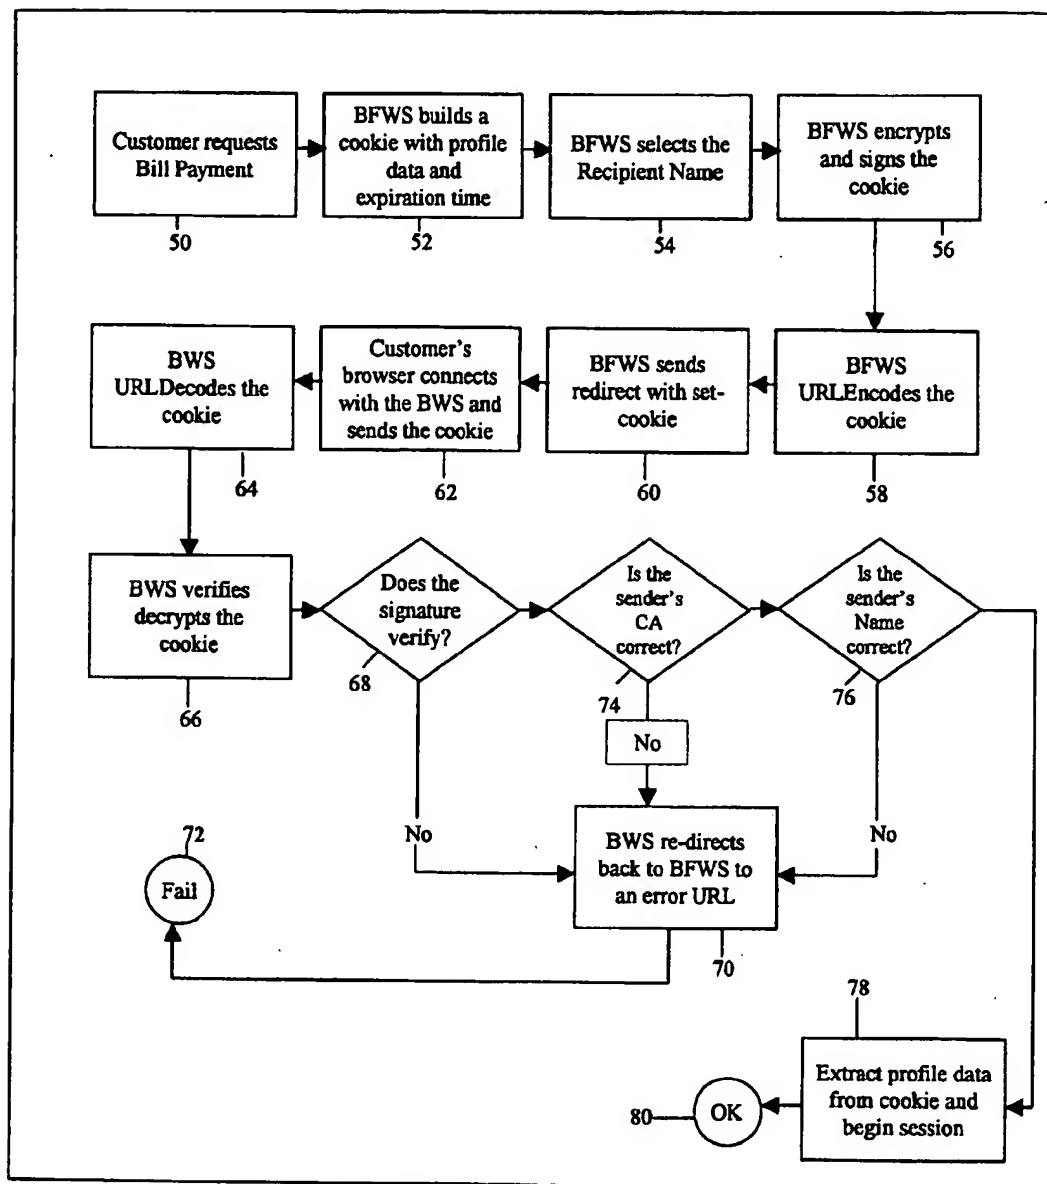 Customer requests
Bill Payment
50
BFWS builds a
cookie with profile
data and
expiration time
52
BFWS selects the
Recipient Name
54
BFWS encrypts
and signs the
cookie
56
BFWS
URLEncodes the
cookie
58
BFWS sends
redirect with set-
cookie
60
Customer's
browser connects
with the BWS and
sends the cookie
62
BWS
URLDecodes the
cookie
64
BWS verifies
decrypts the
cookie
66
Does the
signature
verify?
68
Is the
sender's
CA
correct?
74
Is the
sender's
Name
correct?
76
No
No
No
BWS re-directs
back to BFWS to
an error URL
70
72
Fail
78
Extract profile data
from cookie and
begin session
80
OK